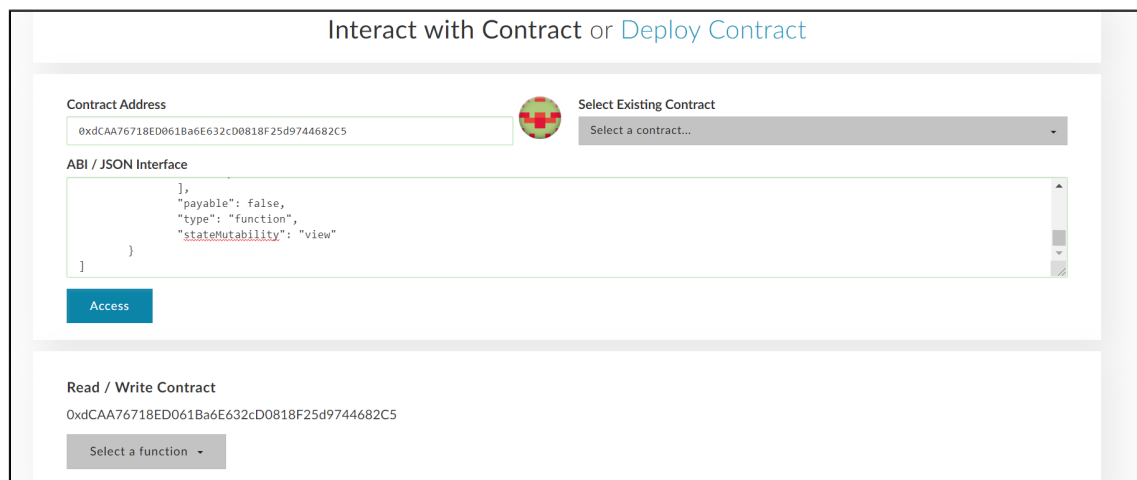 Interact with Contract or Deploy Contract
Contract Address
Select Existing Contract
0xdCAA76718ED061Ba6E632cD0818F25d9744682C5
Select a contract...
ABI / JSON Interface
],
"payable": false,
"type": "function",
"stateMutability": "view"
}
]
Access
Read / Write Contract
0xdCAA76718ED061Ba6E632cD0818F25d9744682C5
Select a function